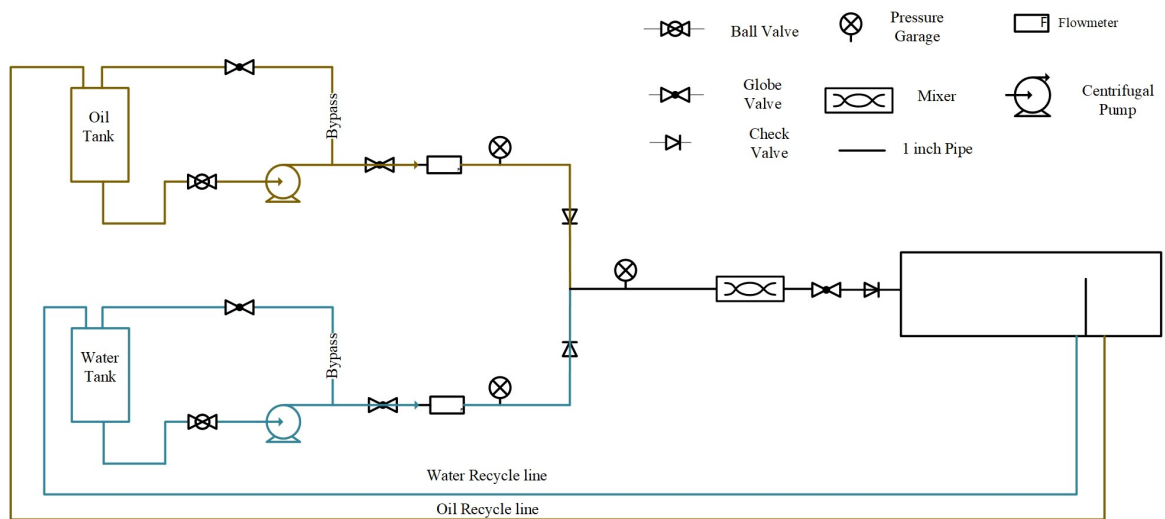 Ball Valve
Pressure
Garage
F
Flowmeter
Globe
Valve
Mixer
Centrifugal
Pump
Check
Valve
1 inch Pipe
Oil
Tank
Bypass
Water
Tank
Bypass
Water Recycle line
Oil Recycle line